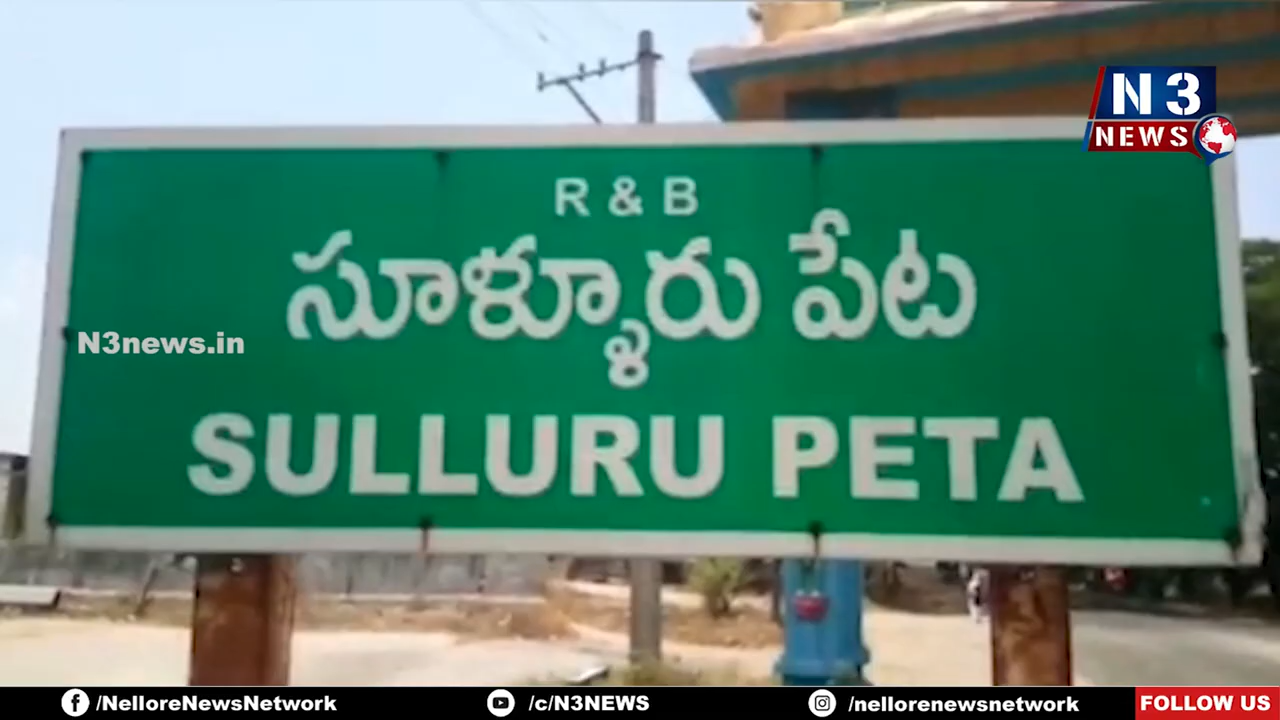 N3
NEWS
R & B
సూళ్ళూరు పేట
N3news.in
SULLURU PETA
/NelloreNewsNetwork
/c/N3NEWS
/nellorenewsnetwork
FOLLOW US